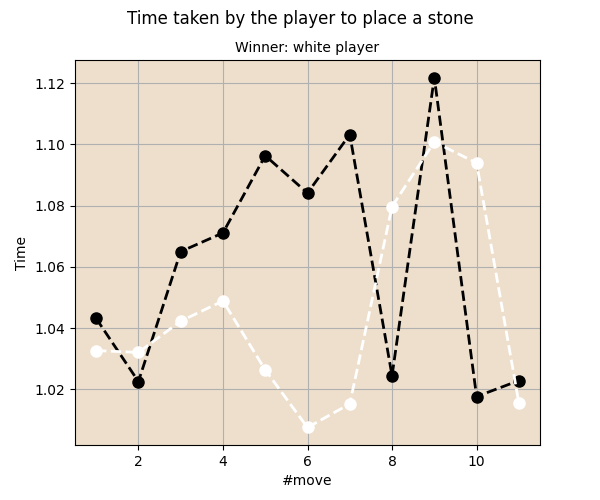 Time taken by the player to place a stone
Winner: white player
1.12
1.10
1.08
1.06
1.04
1.02
Time
2 4 6 8 10
#move